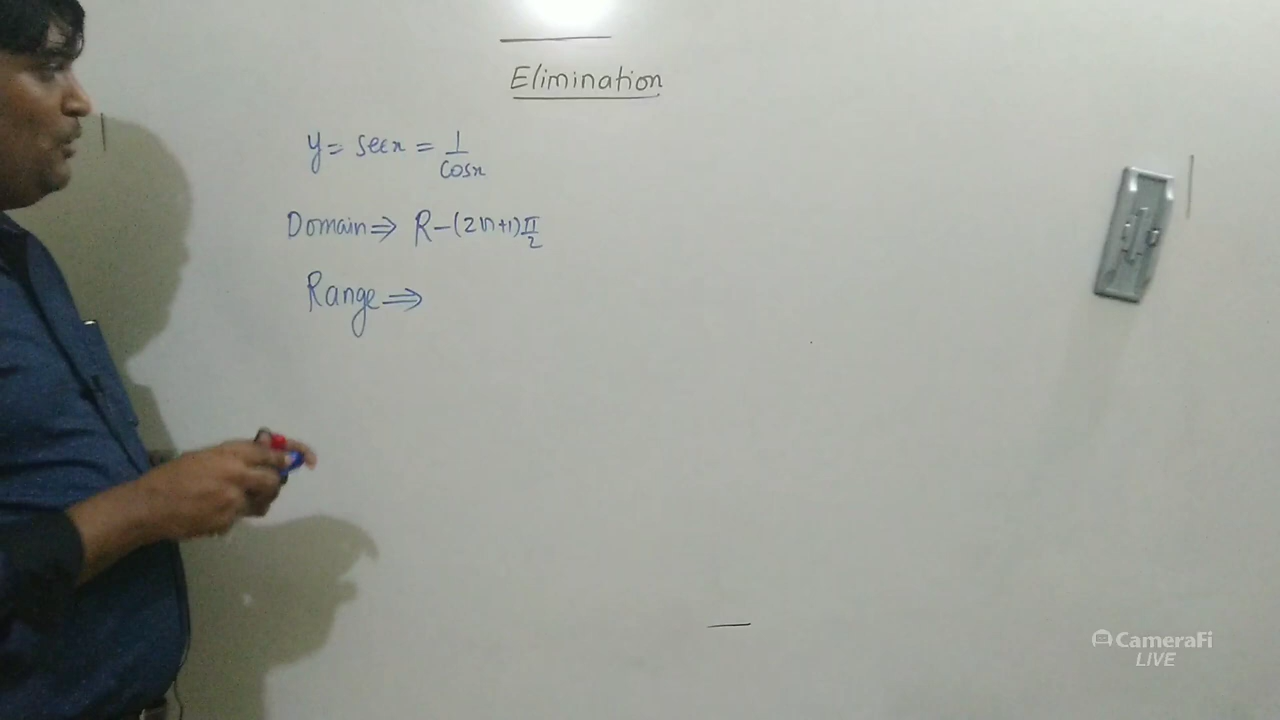 Elimination
y = secx = 1/cosx
Domain ⇒ R-(2n+1)π/2
Range ⇒
CameraFi
LIVE